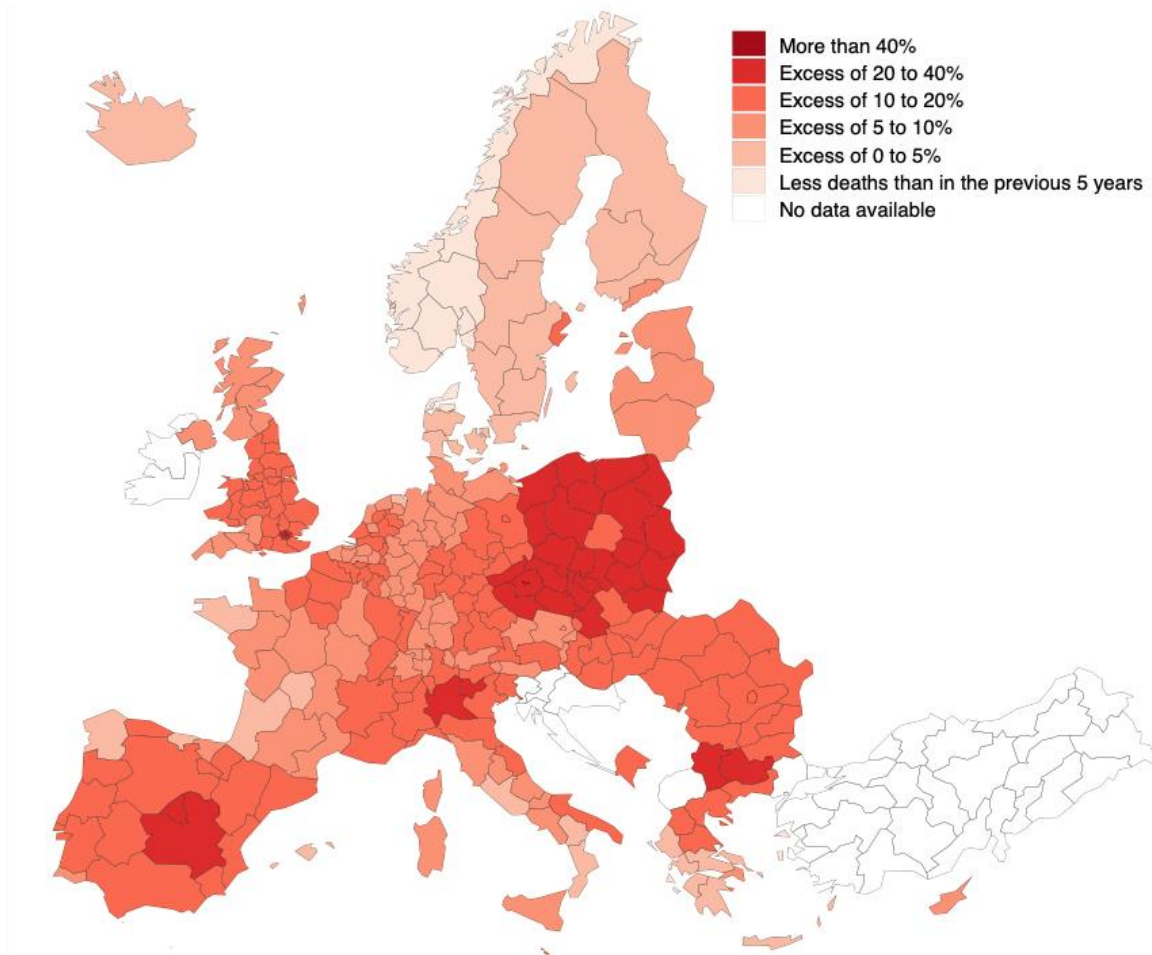 More than 40%
Excess of 20 to 40%
Excess of 10 to 20%
Excess of 5 to 10%
Excess of 0 to 5%
Less deaths than in the previous 5 years
No data available